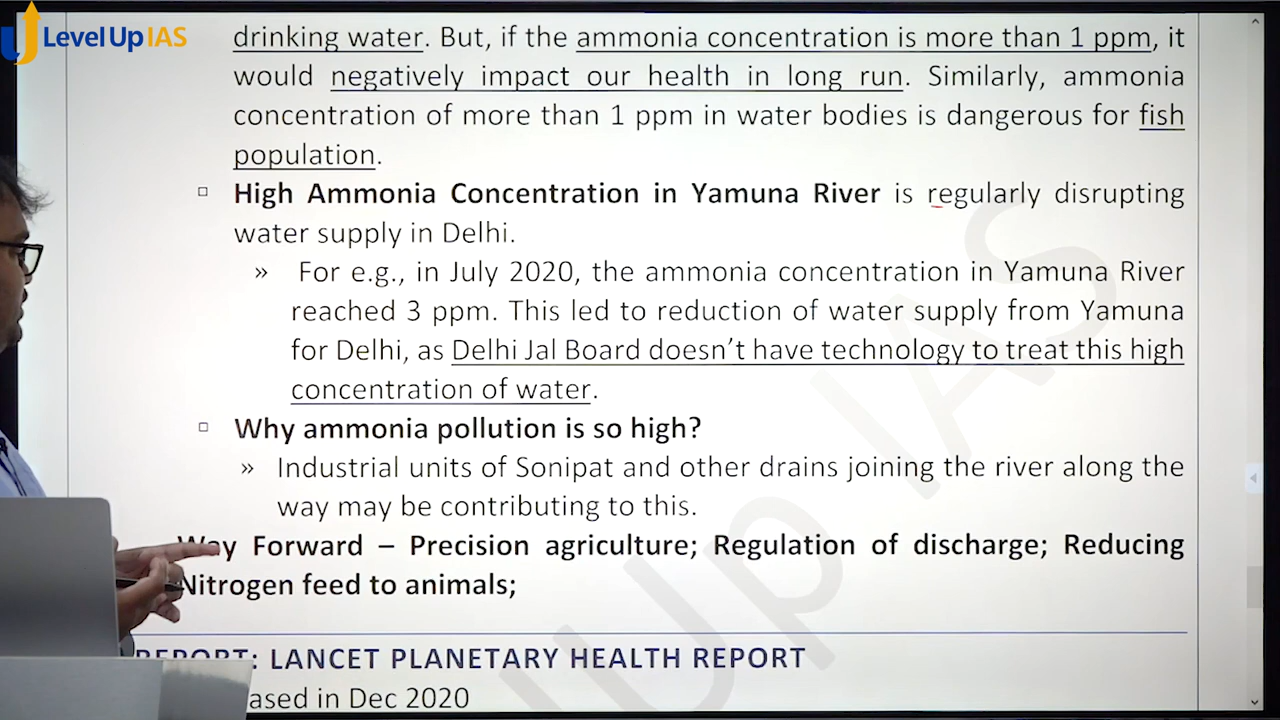 Level Up IAS
drinking water. But, if the ammonia concentration is more than 1 ppm, it
would negatively impact our health in long run. Similarly, ammonia
concentration of more than 1 ppm in water bodies is dangerous for fish
population.
▫ High Ammonia Concentration in Yamuna River is regularly disrupting
water supply in Delhi.
» For e.g., in July 2020, the ammonia concentration in Yamuna River
reached 3 ppm. This led to reduction of water supply from Yamuna
for Delhi, as Delhi Jal Board doesn't have technology to treat this high
concentration of water.
▫ Why ammonia pollution is so high?
» Industrial units of Sonipat and other drains joining the river along the
way may be contributing to this.
Way Forward – Precision agriculture; Regulation of discharge; Reducing
Nitrogen feed to animals;
REPORT: LANCET PLANETARY HEALTH REPORT
in Dec 2020
Up IAS